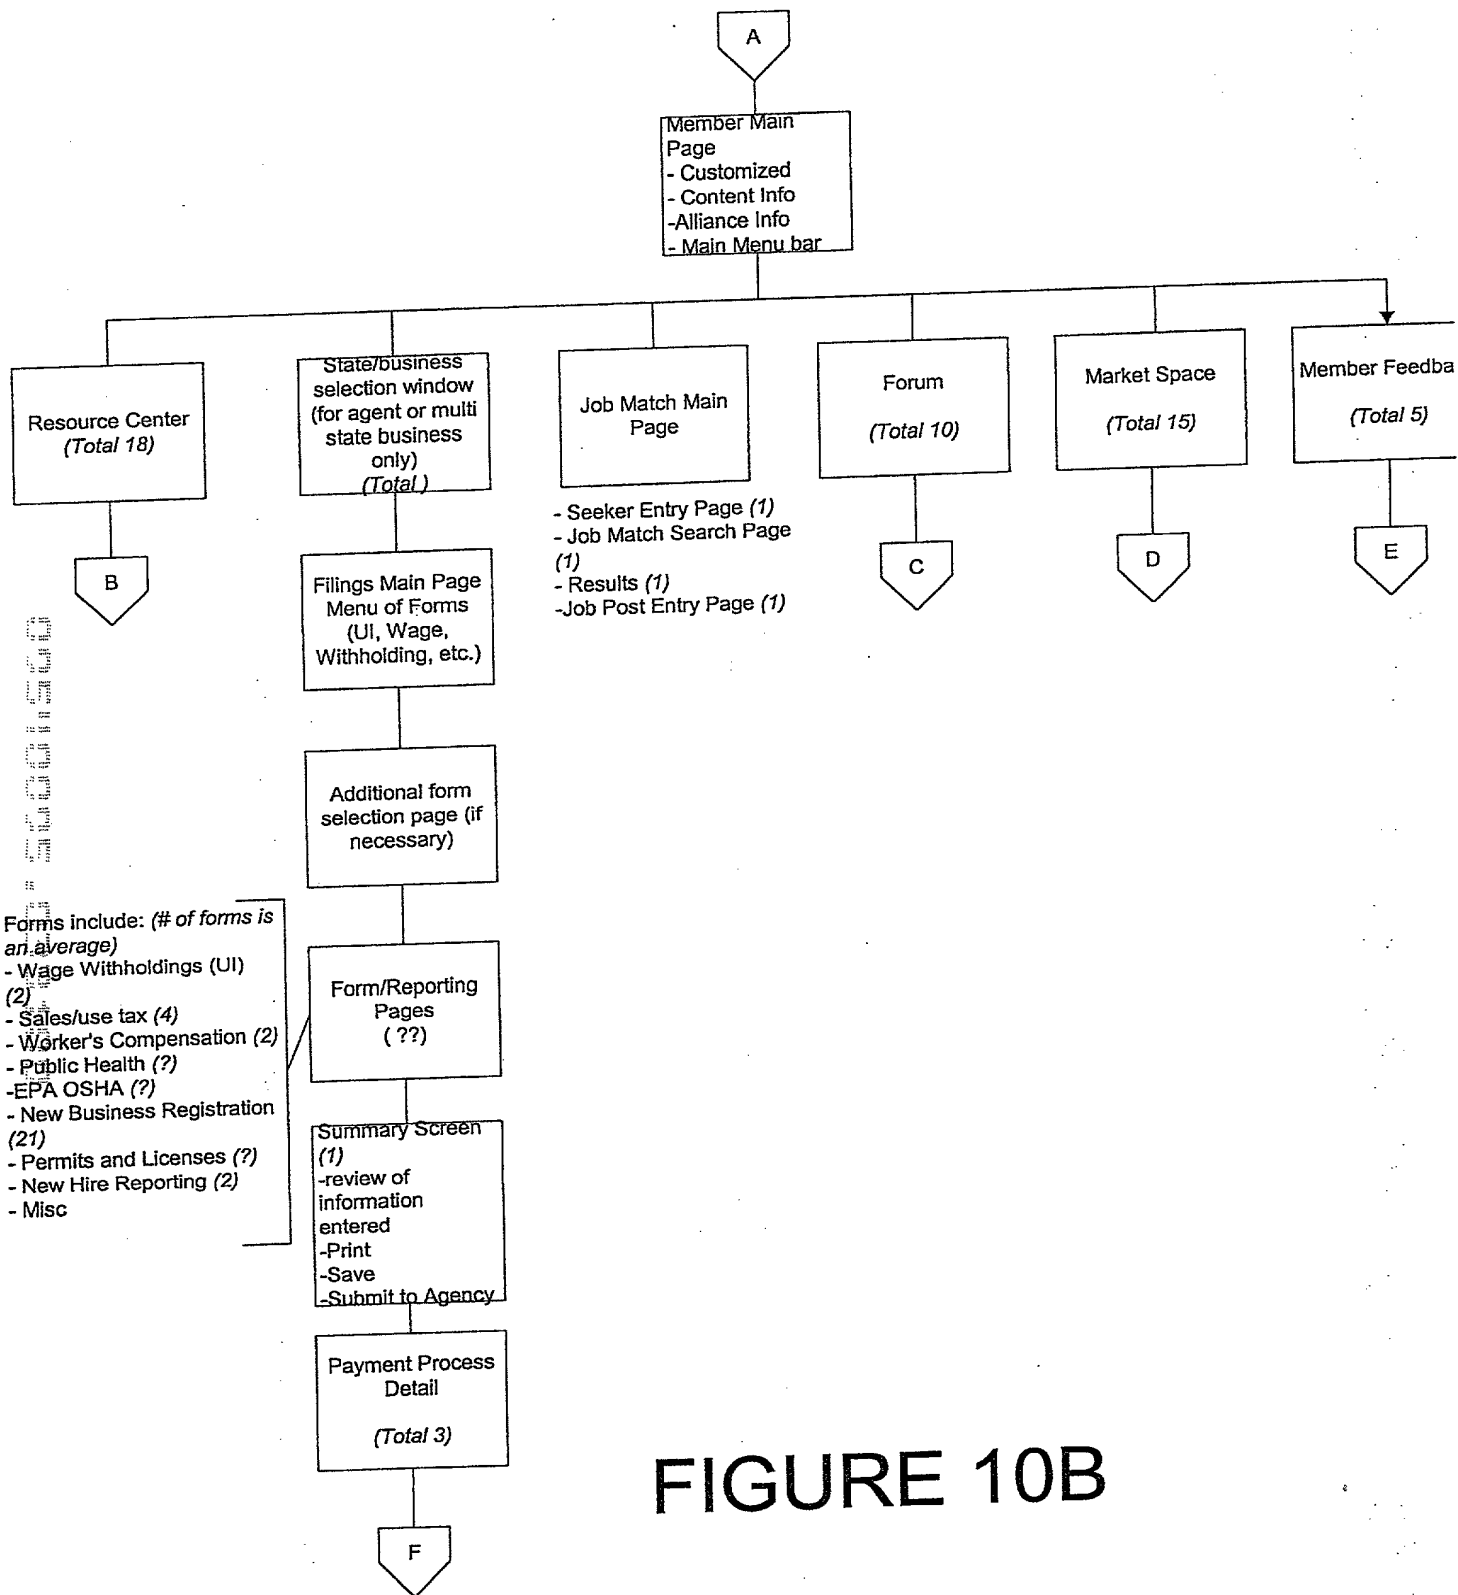 A
Member Main
Page
- Customized
- Content Info
-Alliance Info
- Main Menu bar
Resource Center
(Total 18)
B
State/business
selection window
(for agent or multi
state business
only)
(Total )
Filings Main Page
Menu of Forms
(UI, Wage,
Withholding, etc.)
Additional form
selection page (if
necessary)
Form/Reporting
Pages
( ??)
Forms include: (# of forms is
an average)
- Wage Withholdings (UI)
(2)
- Sales/use tax (4)
- Worker's Compensation (2)
- Public Health (?)
-EPA OSHA (?)
- New Business Registration
(21)
- Permits and Licenses (?)
- New Hire Reporting (2)
- Misc
Summary Screen
(1)
-review of
information
entered
-Print
-Save
-Submit to Agency
Payment Process
Detail
(Total 3)
F
Job Match Main
Page
- Seeker Entry Page (1)
- Job Match Search Page
(1)
- Results (1)
-Job Post Entry Page (1)
Forum
(Total 10)
C
Market Space
(Total 15)
D
Member Feedba
(Total 5)
E
FIGURE 10B